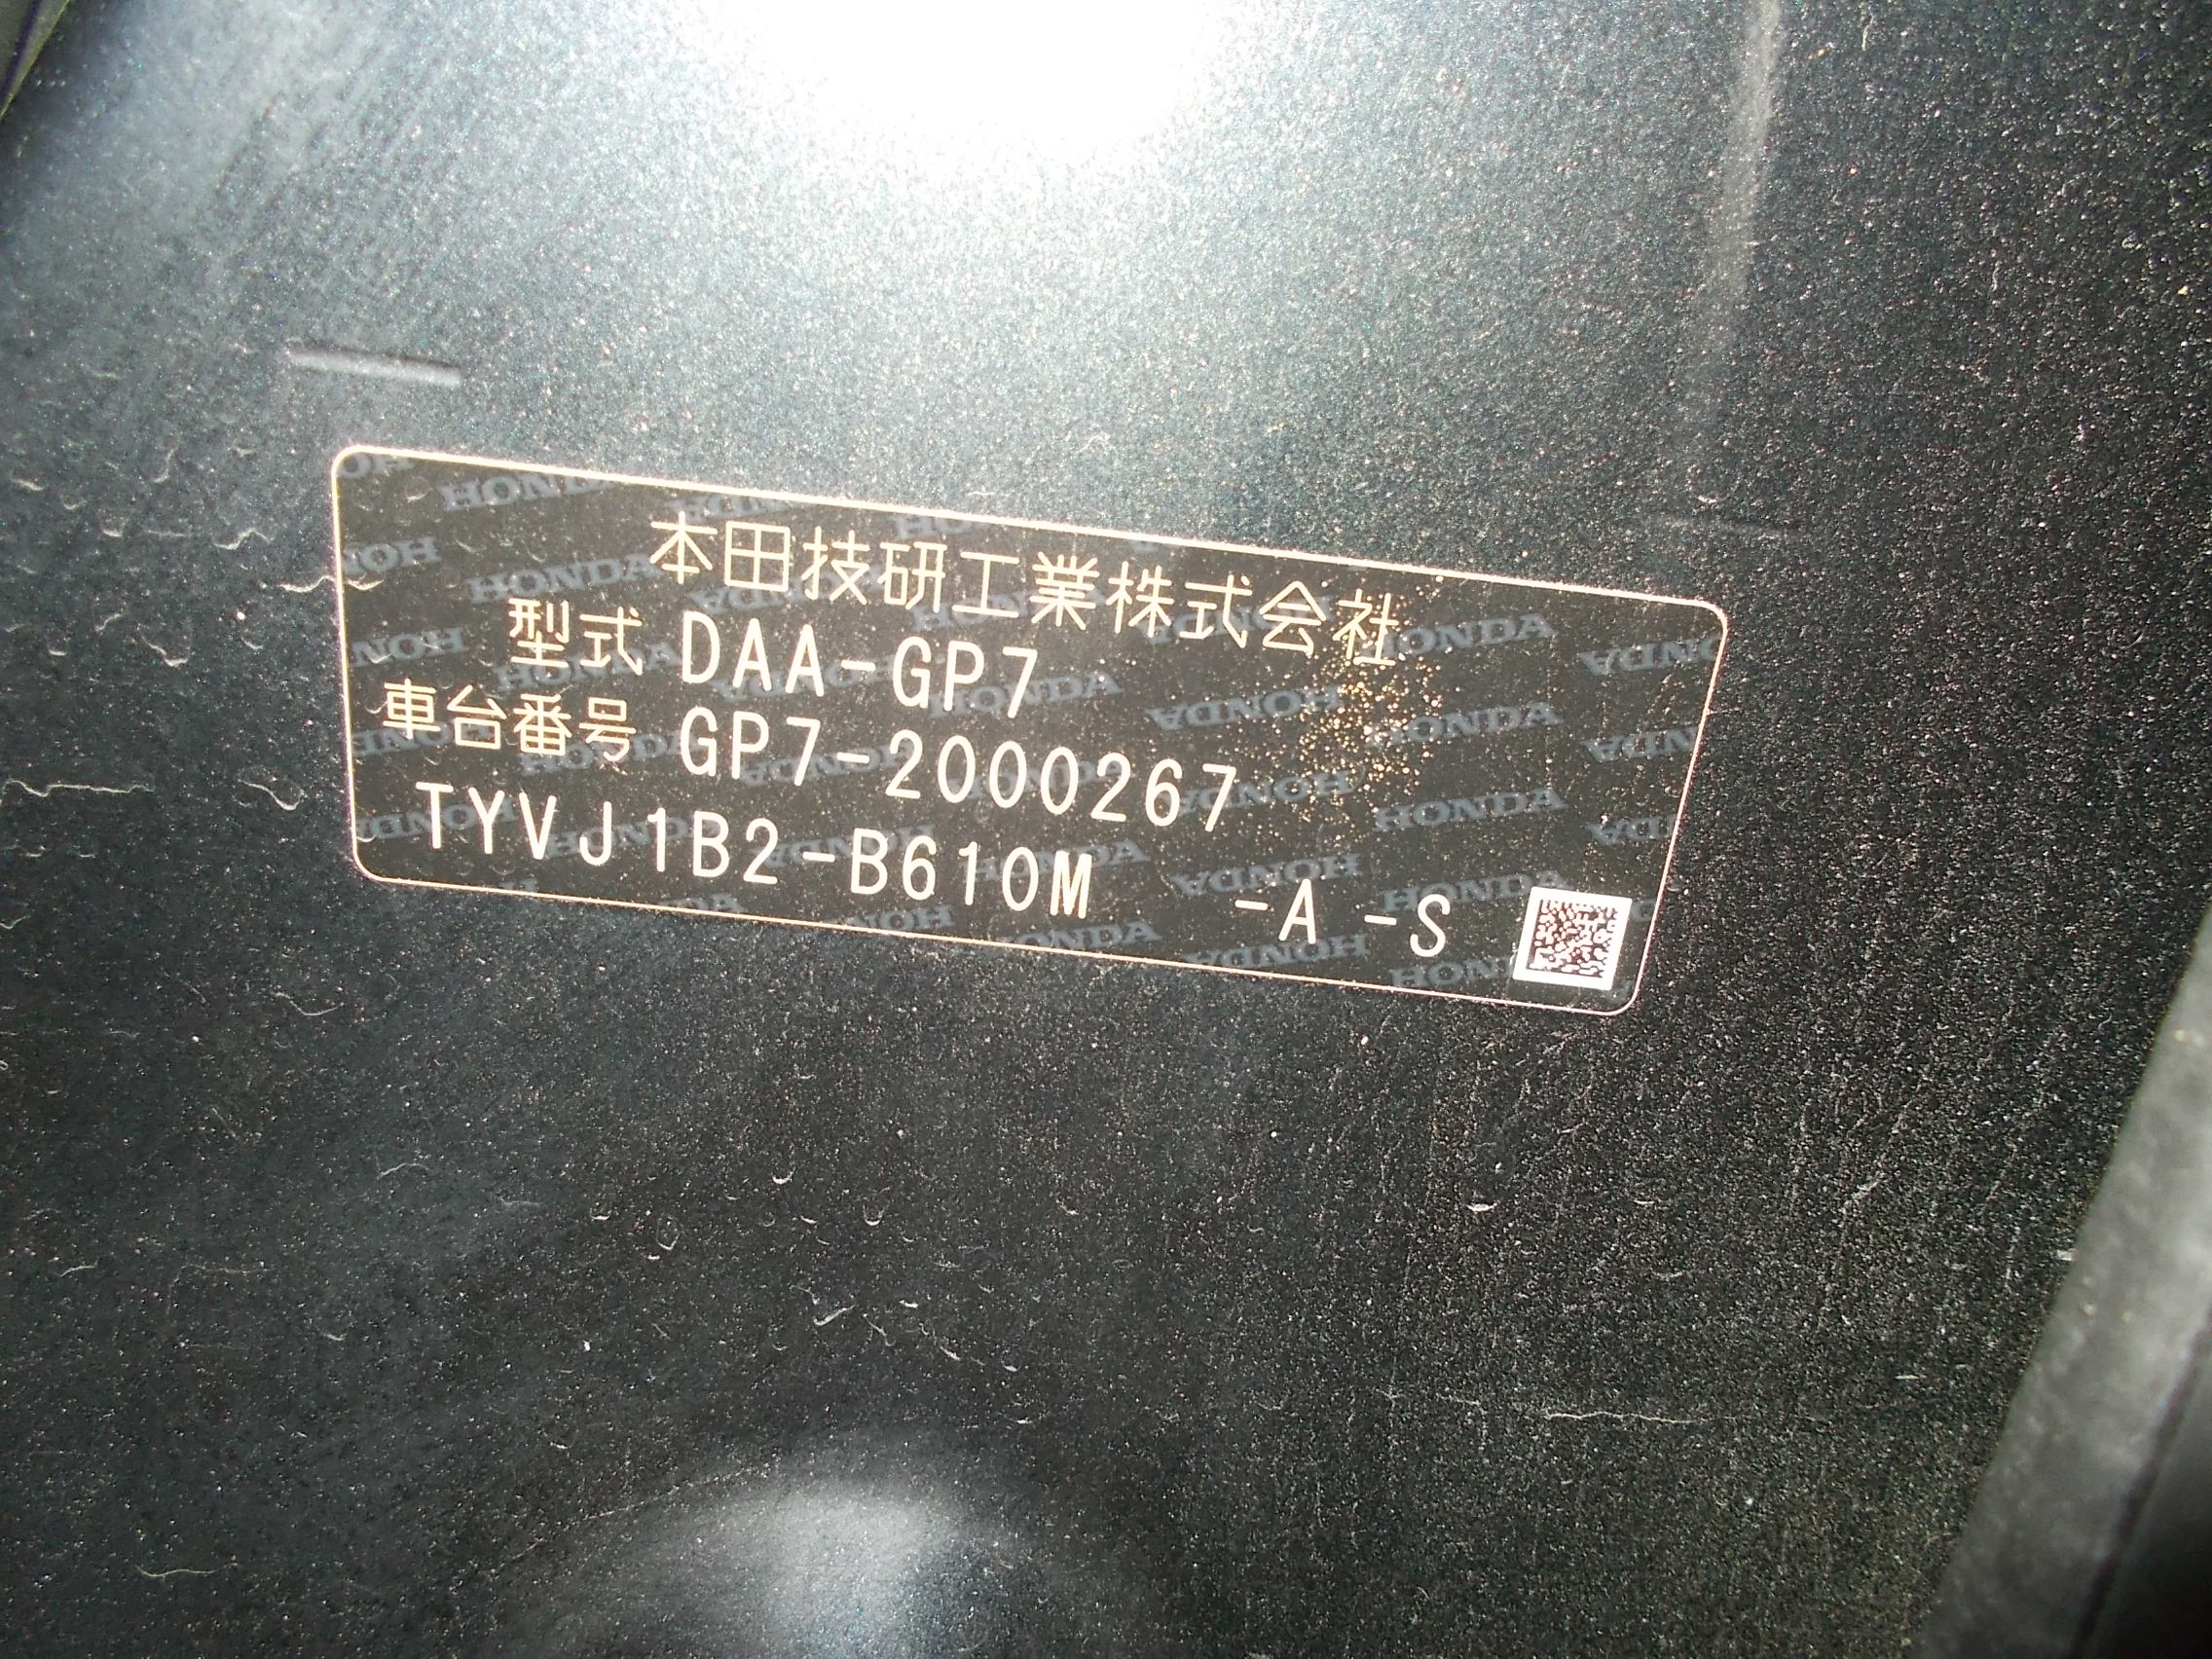 本田技研工業株式会社
型式 DAA-GP7
車台番号 GP7-2000267
TYVJ1B2-B610M -A -S